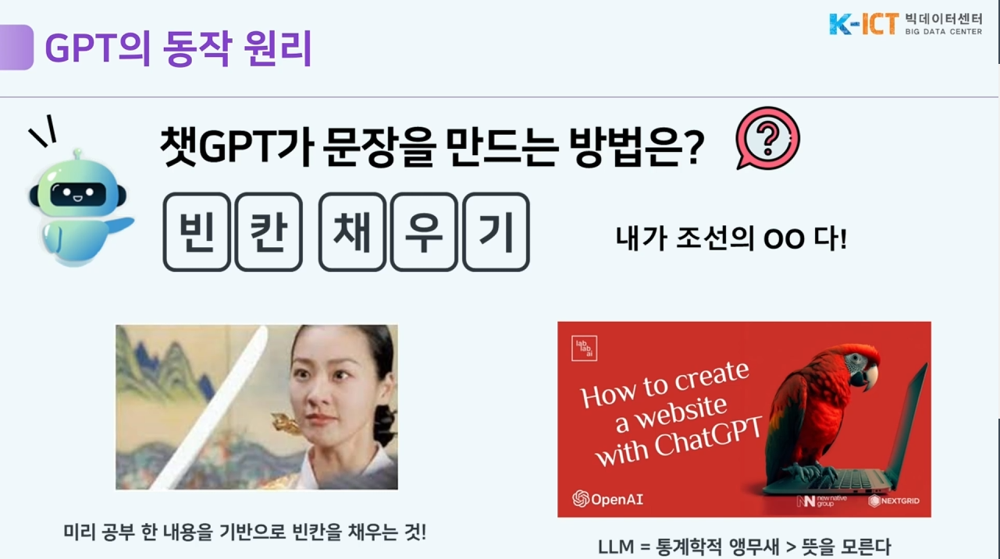 K-ICT 빅데이터센터
BIG DATA CENTER
GPT의 동작 원리
챗GPT가 문장을 만드는 방법은?
?
빈칸 채우기
내가 조선의 OO 다!
lab
lab
ai
How to create
a website
with ChatGPT
OpenAI
NN new native
group
NEXTGRID
미리 공부 한 내용을 기반으로 빈칸을 채우는 것!
LLM = 통계학적 앵무새 > 뜻을 모른다